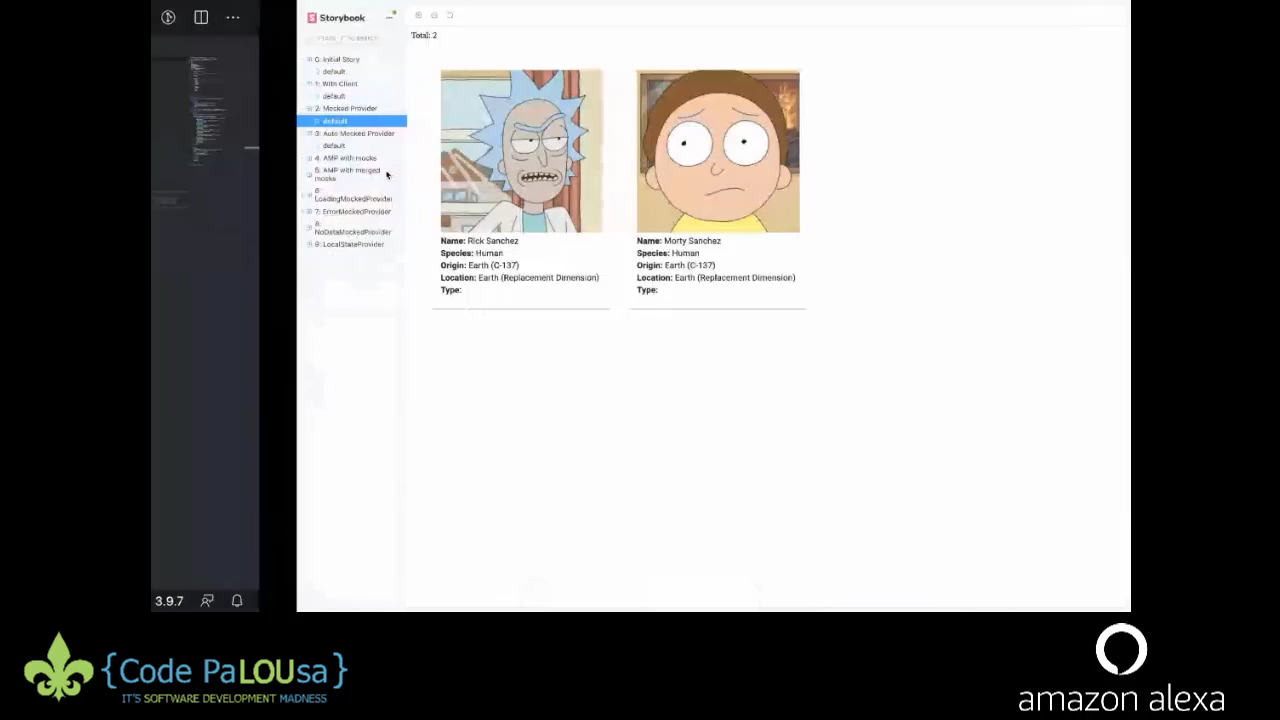 Storybook
Total: 2
0: Initial Story
default
1: With Client
default
2: Mocked Provider
default
3: Auto Mocked Provider
default
4: AMP with mocks
5: AMP with merged
mocks
6:
LoadingMockedProvider
7: ErrorMockedProvider
8:
NoDataMockedProvider
9: LocalStateProvider
Name: Rick Sanchez
Species: Human
Origin: Earth (C-137)
Location: Earth (Replacement Dimension)
Type:
Name: Morty Sanchez
Species: Human
Origin: Earth (C-137)
Location: Earth (Replacement Dimension)
Type:
3.9.7
{Code PaLOUsa}
IT'S SOFTWARE DEVELOPMENT MADNESS
amazon alexa